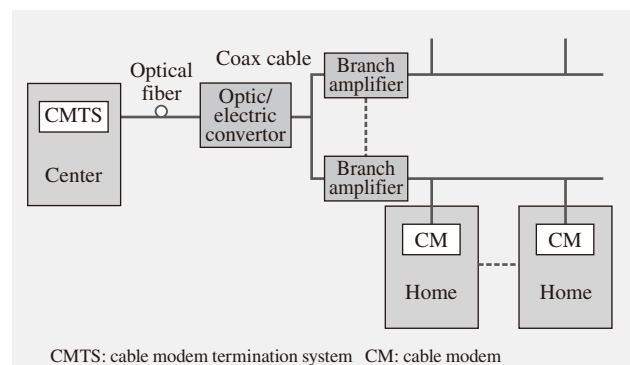 Coax cable
Optical
fiber
CMTS
Center
Optic/
electric
convertor
Branch
amplifier
Branch
amplifier
CM
Home
CM
Home
CMTS: cable modem termination system CM: cable modem